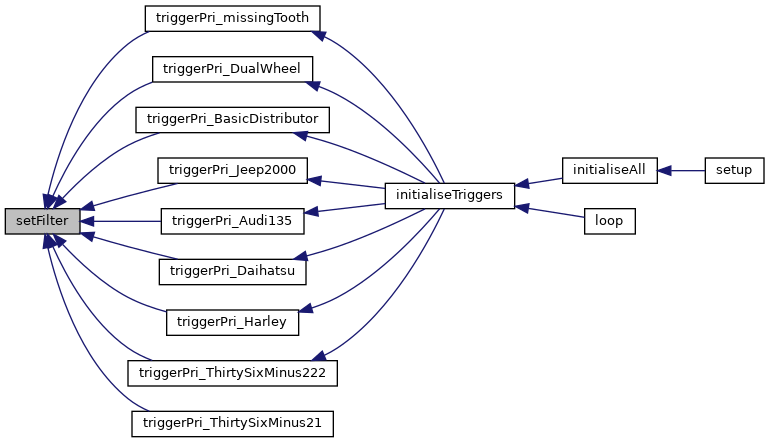 triggerPri_missingTooth
triggerPri_DualWheel
triggerPri_BasicDistributor
triggerPri_Jeep2000
initialiseAll
setup
initialiseTriggers
setFilter
triggerPri_Audi135
loop
triggerPri_Daihatsu
triggerPri_Harley
triggerPri_ThirtySixMinus222
triggerPri_ThirtySixMinus21